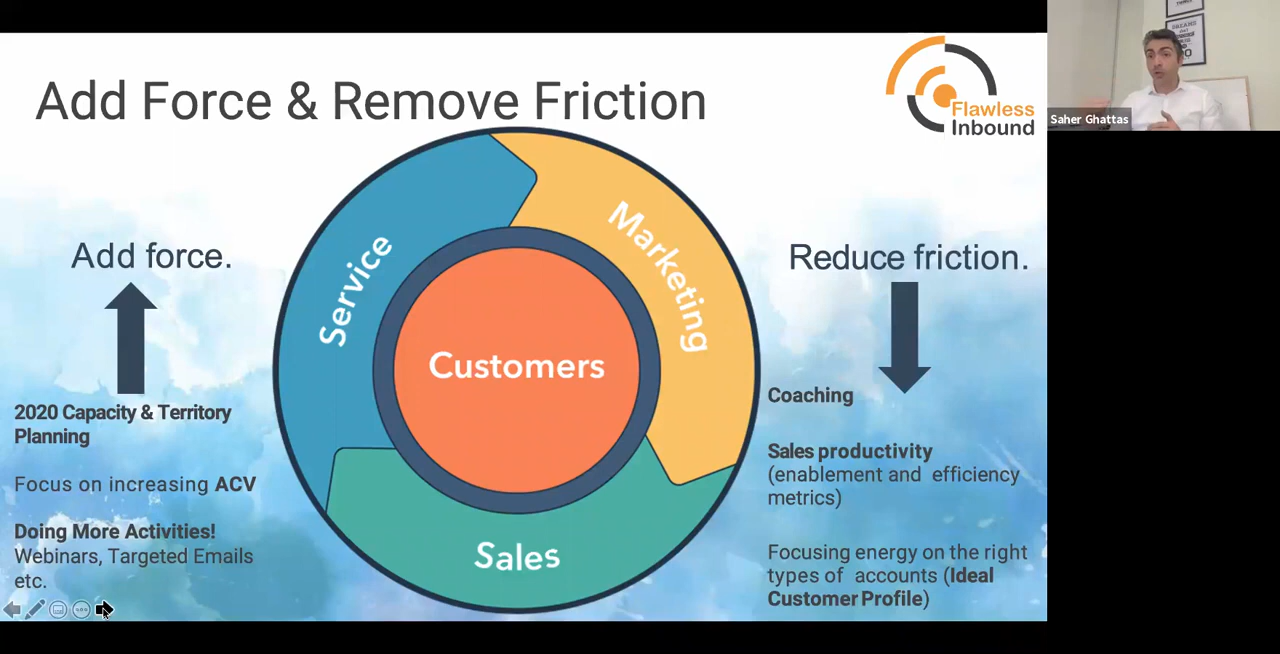 Add Force & Remove Friction
Flawless
Inbound
Saher Ghattas
Add force.
2020 Capacity & Territory
Planning
Focus on increasing ACV
Doing More Activities!
Webinars, Targeted Emails
etc.
Service
Marketing
Customers
Sales
Reduce friction.
Coaching
Sales productivity
(enablement and efficiency
metrics)
Focusing energy on the right
types of accounts (Ideal
Customer Profile)